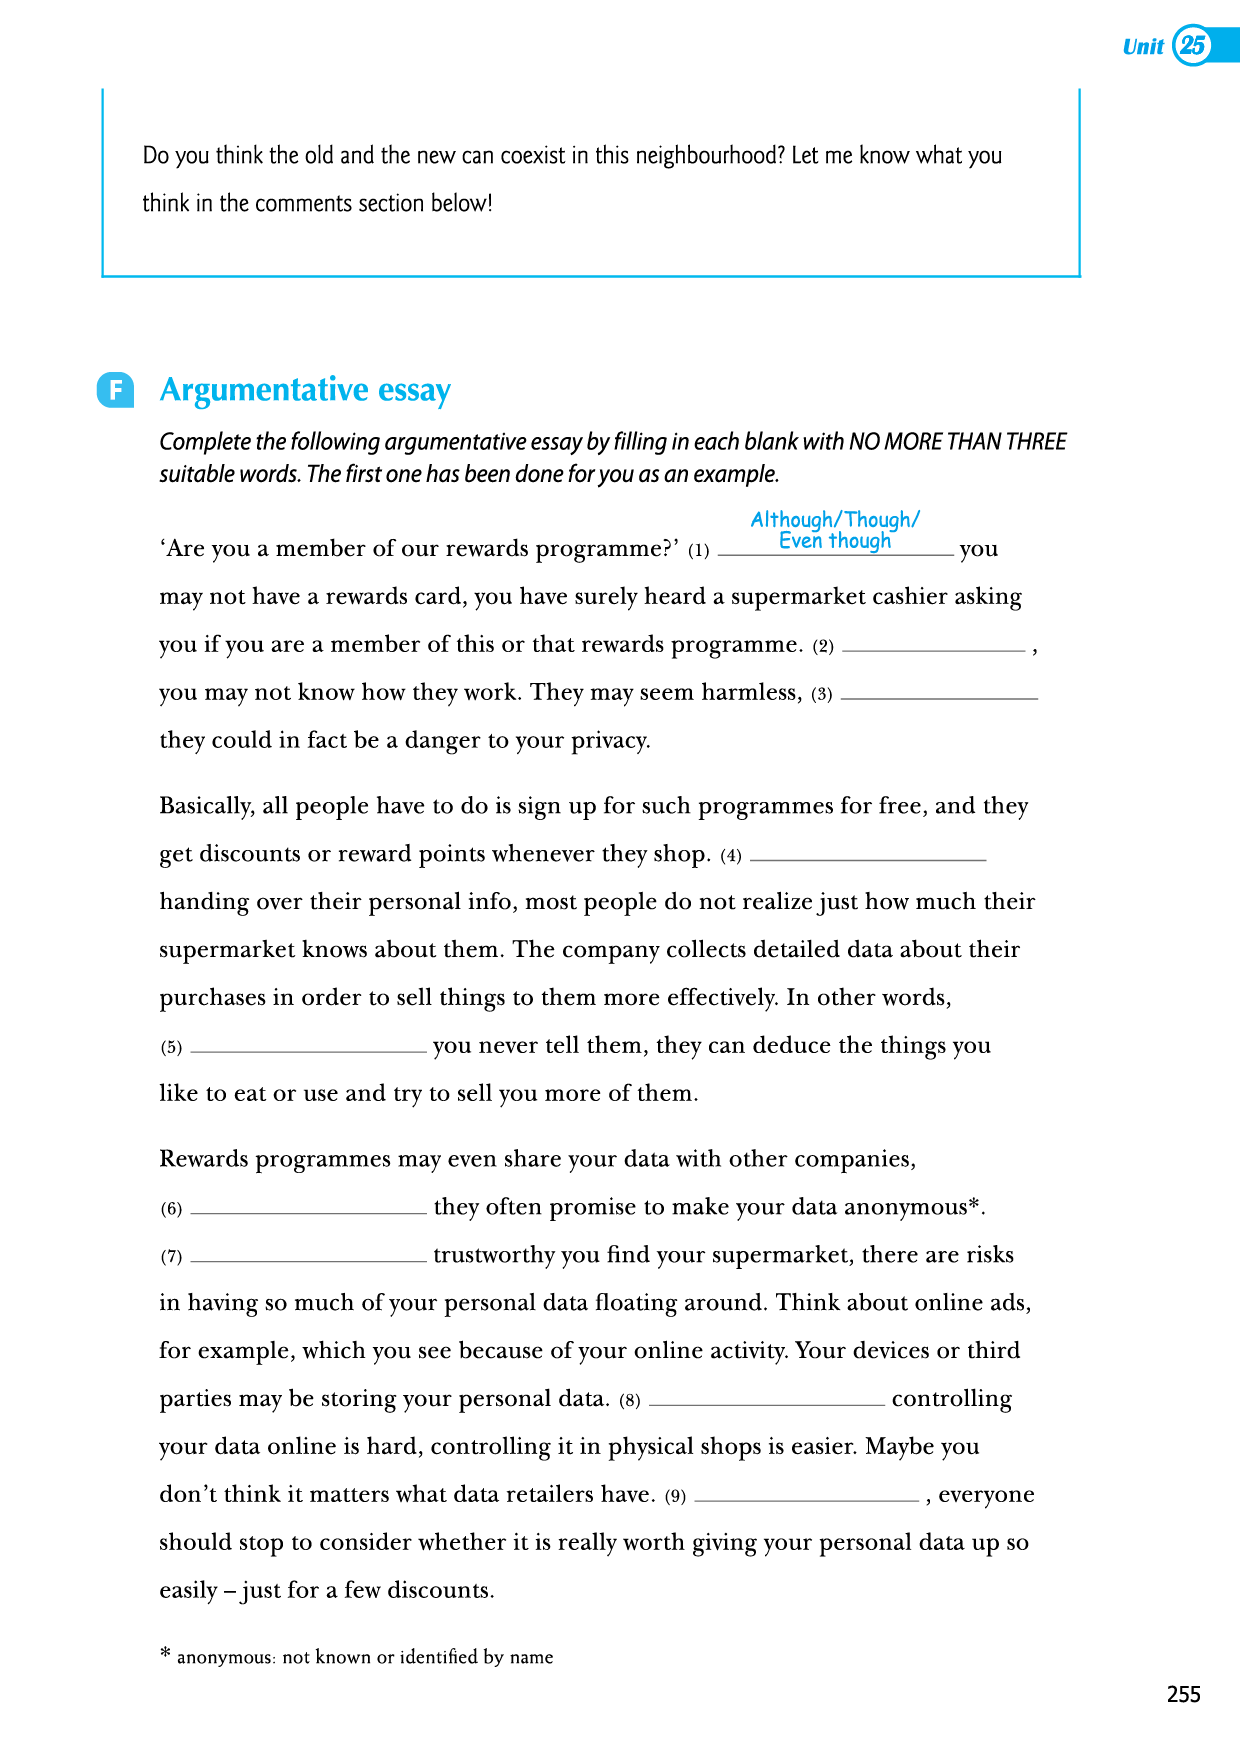 Unit 25
Do you think the old and the new can coexist in this neighbourhood? Let me know what you
think in the comments section below!
F Argumentative essay
Complete the following argumentative essay by filling in each blank with NO MORE THAN THREE
suitable words. The first one has been done for you as an example.
Although/Though/
Even though
‘Are you a member of our rewards programme?’ (1) ____________ you
may not have a rewards card, you have surely heard a supermarket cashier asking
you if you are a member of this or that rewards programme. (2) ____________ ,
you may not know how they work. They may seem harmless, (3) ____________
they could in fact be a danger to your privacy.
Basically, all people have to do is sign up for such programmes for free, and they
get discounts or reward points whenever they shop. (4) ____________
handing over their personal info, most people do not realize just how much their
supermarket knows about them. The company collects detailed data about their
purchases in order to sell things to them more effectively. In other words,
(5) ____________ you never tell them, they can deduce the things you
like to eat or use and try to sell you more of them.
Rewards programmes may even share your data with other companies,
(6) ____________ they often promise to make your data anonymous*.
(7) ____________ trustworthy you find your supermarket, there are risks
in having so much of your personal data floating around. Think about online ads,
for example, which you see because of your online activity. Your devices or third
parties may be storing your personal data. (8) ____________ controlling
your data online is hard, controlling it in physical shops is easier. Maybe you
don’t think it matters what data retailers have. (9) ____________ , everyone
should stop to consider whether it is really worth giving your personal data up so
easily – just for a few discounts.
* anonymous: not known or identified by name
255